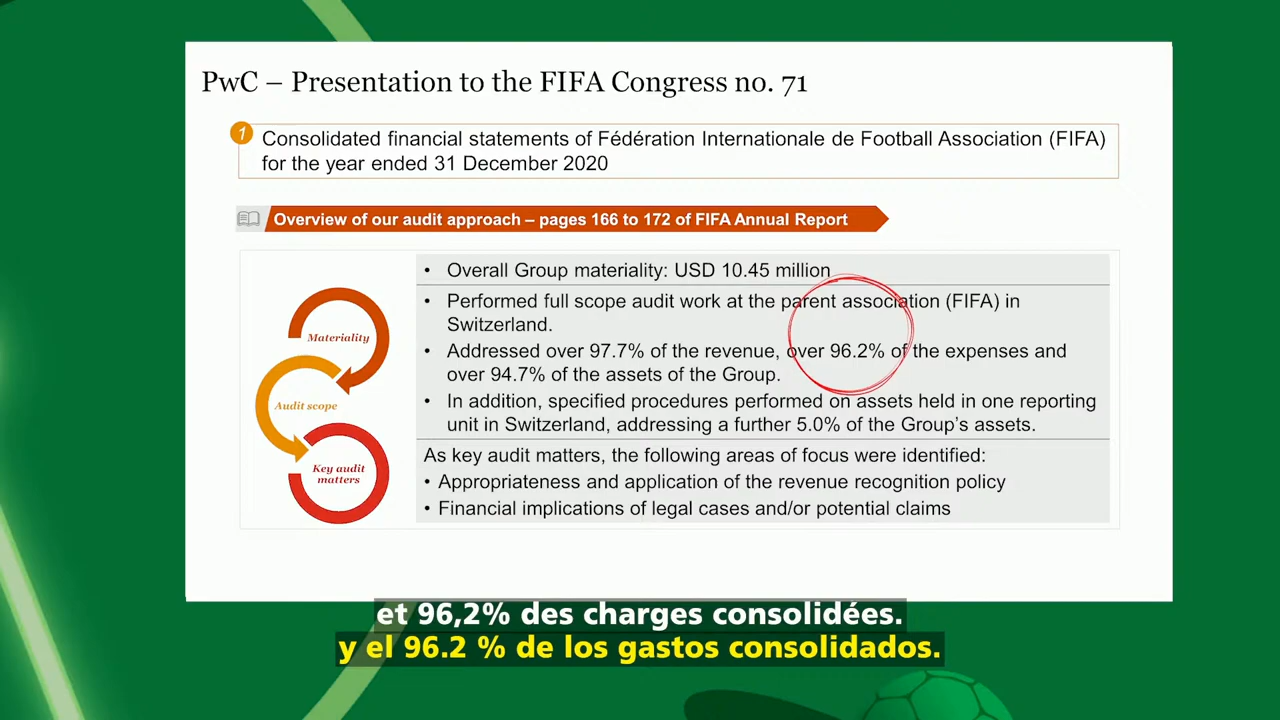 PwC – Presentation to the FIFA Congress no. 71
1
Consolidated financial statements of Fédération Internationale de Football Association (FIFA)
for the year ended 31 December 2020
Overview of our audit approach – pages 166 to 172 of FIFA Annual Report
Materiality
Audit scope
Key audit
matters
• Overall Group materiality: USD 10.45 million
• Performed full scope audit work at the parent association (FIFA) in
Switzerland.
• Addressed over 97.7% of the revenue, over 96.2% of the expenses and
over 94.7% of the assets of the Group.
• In addition, specified procedures performed on assets held in one reporting
unit in Switzerland, addressing a further 5.0% of the Group's assets.
As key audit matters, the following areas of focus were identified:
• Appropriateness and application of the revenue recognition policy
• Financial implications of legal cases and/or potential claims
et 96,2% des charges consolidées.
y el 96.2 % de los gastos consolidados.